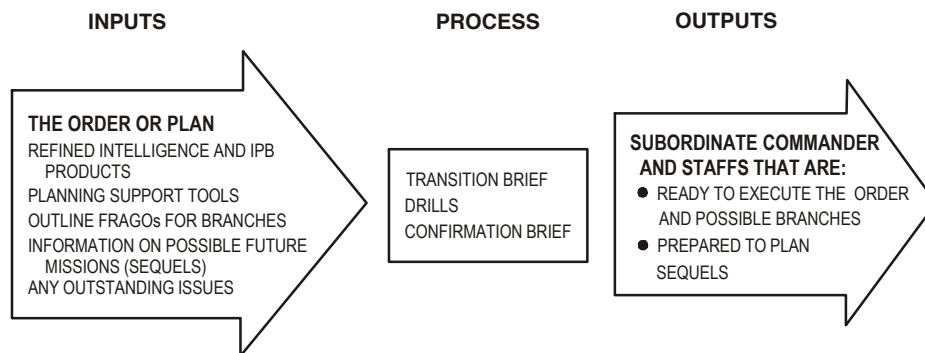 INPUTS
PROCESS
OUTPUTS
THE ORDER OR PLAN
REFINED INTELLIGENCE AND IPB
PRODUCTS
PLANNING SUPPORT TOOLS
OUTLINE FRAGOs FOR BRANCHES
INFORMATION ON POSSIBLE FUTURE
MISSIONS (SEQUELS)
ANY OUTSTANDING ISSUES
TRANSITION BRIEF
DRILLS
CONFIRMATION BRIEF
SUBORDINATE COMMANDER
AND STAFFS THAT ARE:
● READY TO EXECUTE THE ORDER
AND POSSIBLE BRANCHES
● PREPARED TO PLAN
SEQUELS